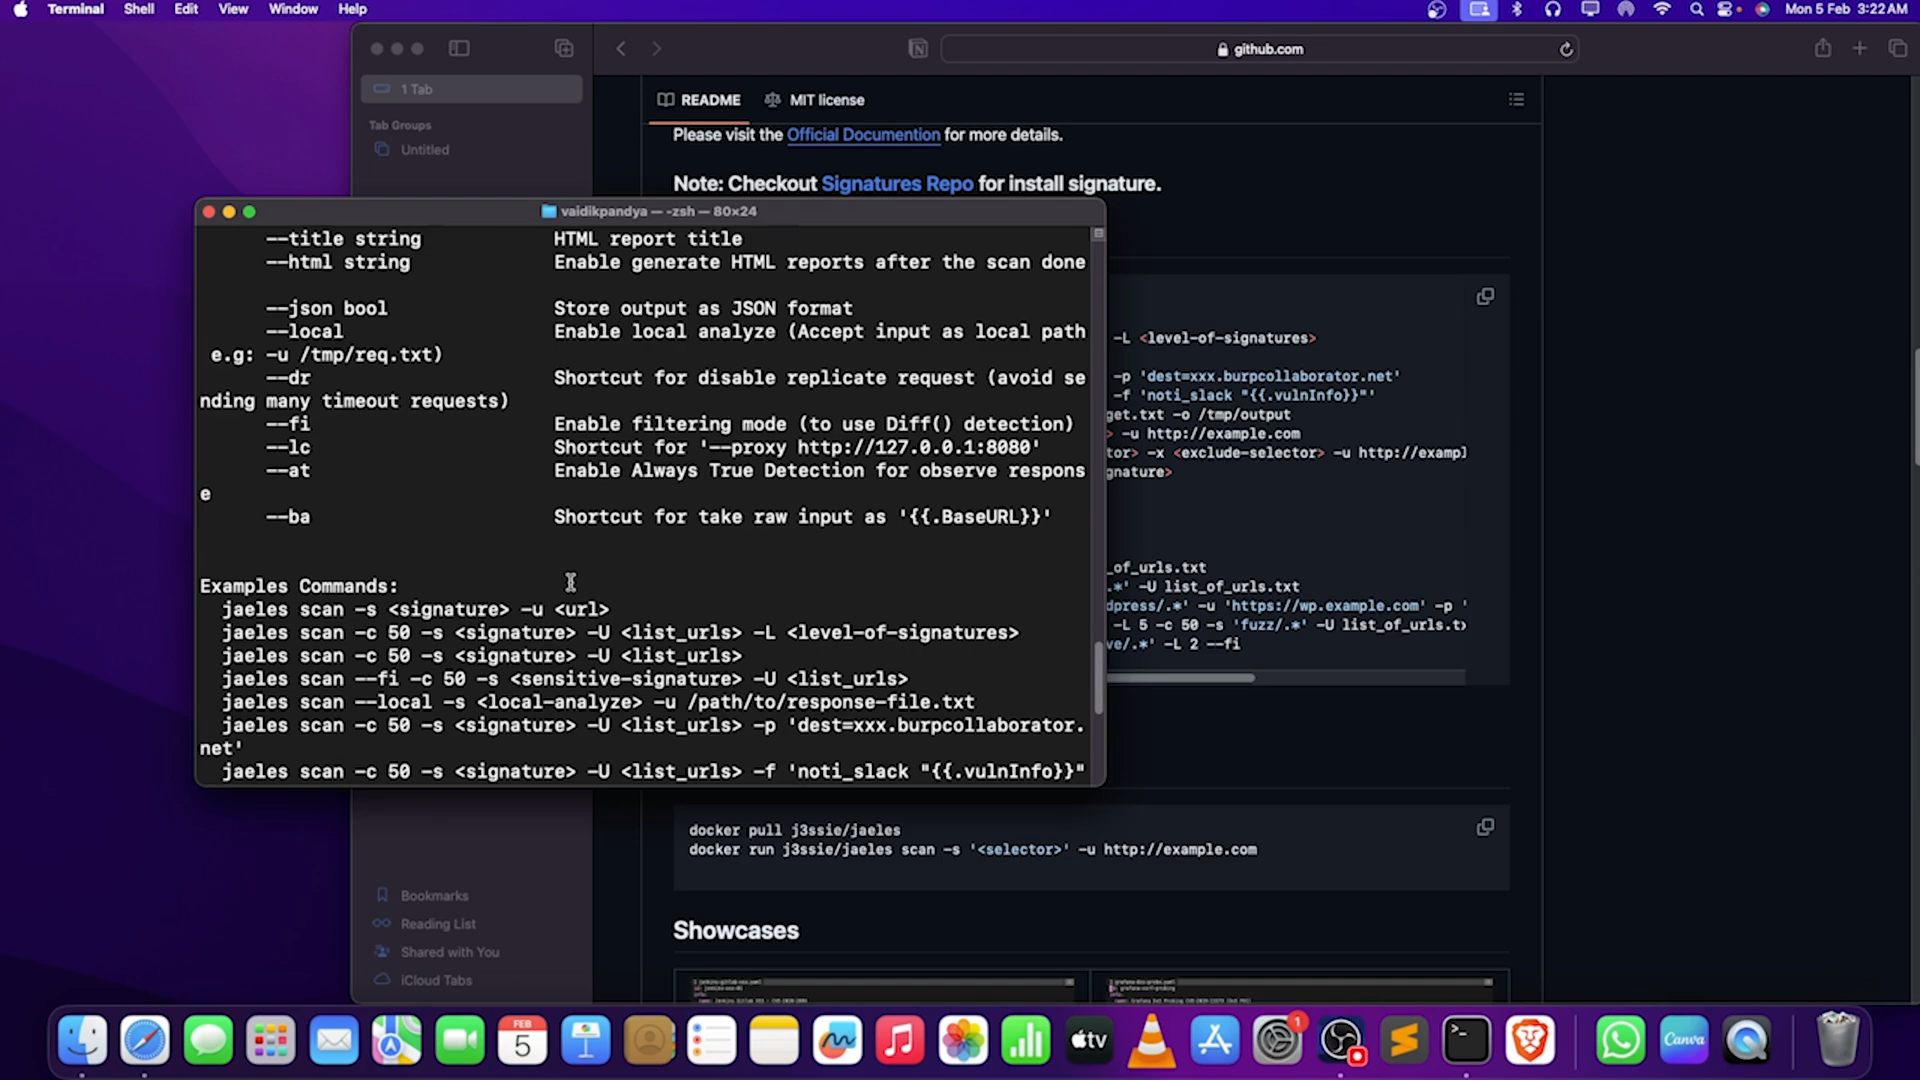 Terminal Shell Edit View Window Help
Mon 5 Feb 3:22 AM
1 Tab
Tab Groups
Untitled
github.com
README MIT license
Please visit the Official Documention for more details.
Note: Checkout Signatures Repo for install signature.
vaidikpandya — -zsh — 80×24
--title string HTML report title
--html string Enable generate HTML reports after the scan done
--json bool Store output as JSON format
--local Enable local analyze (Accept input as local path
e.g: -u /tmp/req.txt)
--dr Shortcut for disable replicate request (avoid se
nding many timeout requests)
--fi Enable filtering mode (to use Diff() detection)
--lc Shortcut for '--proxy http://127.0.0.1:8080'
--at Enable Always True Detection for observe respons
e
--ba Shortcut for take raw input as '{{.BaseURL}}'
Examples Commands:
jaeles scan -s <signature> -u <url>
jaeles scan -c 50 -s <signature> -U <list_urls> -L <level-of-signatures>
jaeles scan -c 50 -s <signature> -U <list_urls>
jaeles scan --fi -c 50 -s <sensitive-signature> -U <list_urls>
jaeles scan --local -s <local-analyze> -u /path/to/response-file.txt
jaeles scan -c 50 -s <signature> -U <list_urls> -p 'dest=xxx.burpcollaborator.
net'
jaeles scan -c 50 -s <signature> -U <list_urls> -f 'noti_slack "{{.vulnInfo}}"
-L <level-of-signatures>
-p 'dest=xxx.burpcollaborator.net'
-f 'noti_slack "{{.vulnInfo}}"'
get.txt -o /tmp/output
> -u http://example.com
tor> -x <exclude-selector> -u http://exampl
gnature>
_of_urls.txt
.*' -U list_of_urls.txt
dpress/.*' -u 'https://wp.example.com' -p '
-L 5 -c 50 -s 'fuzz/.*' -U list_of_urls.tx
ve/.*' -L 2 --fi
docker pull j3ssie/jaeles
docker run j3ssie/jaeles scan -s '<selector>' -u http://example.com
Showcases
Bookmarks
Reading List
Shared with You
iCloud Tabs
FEB
5
tv
1
Canva